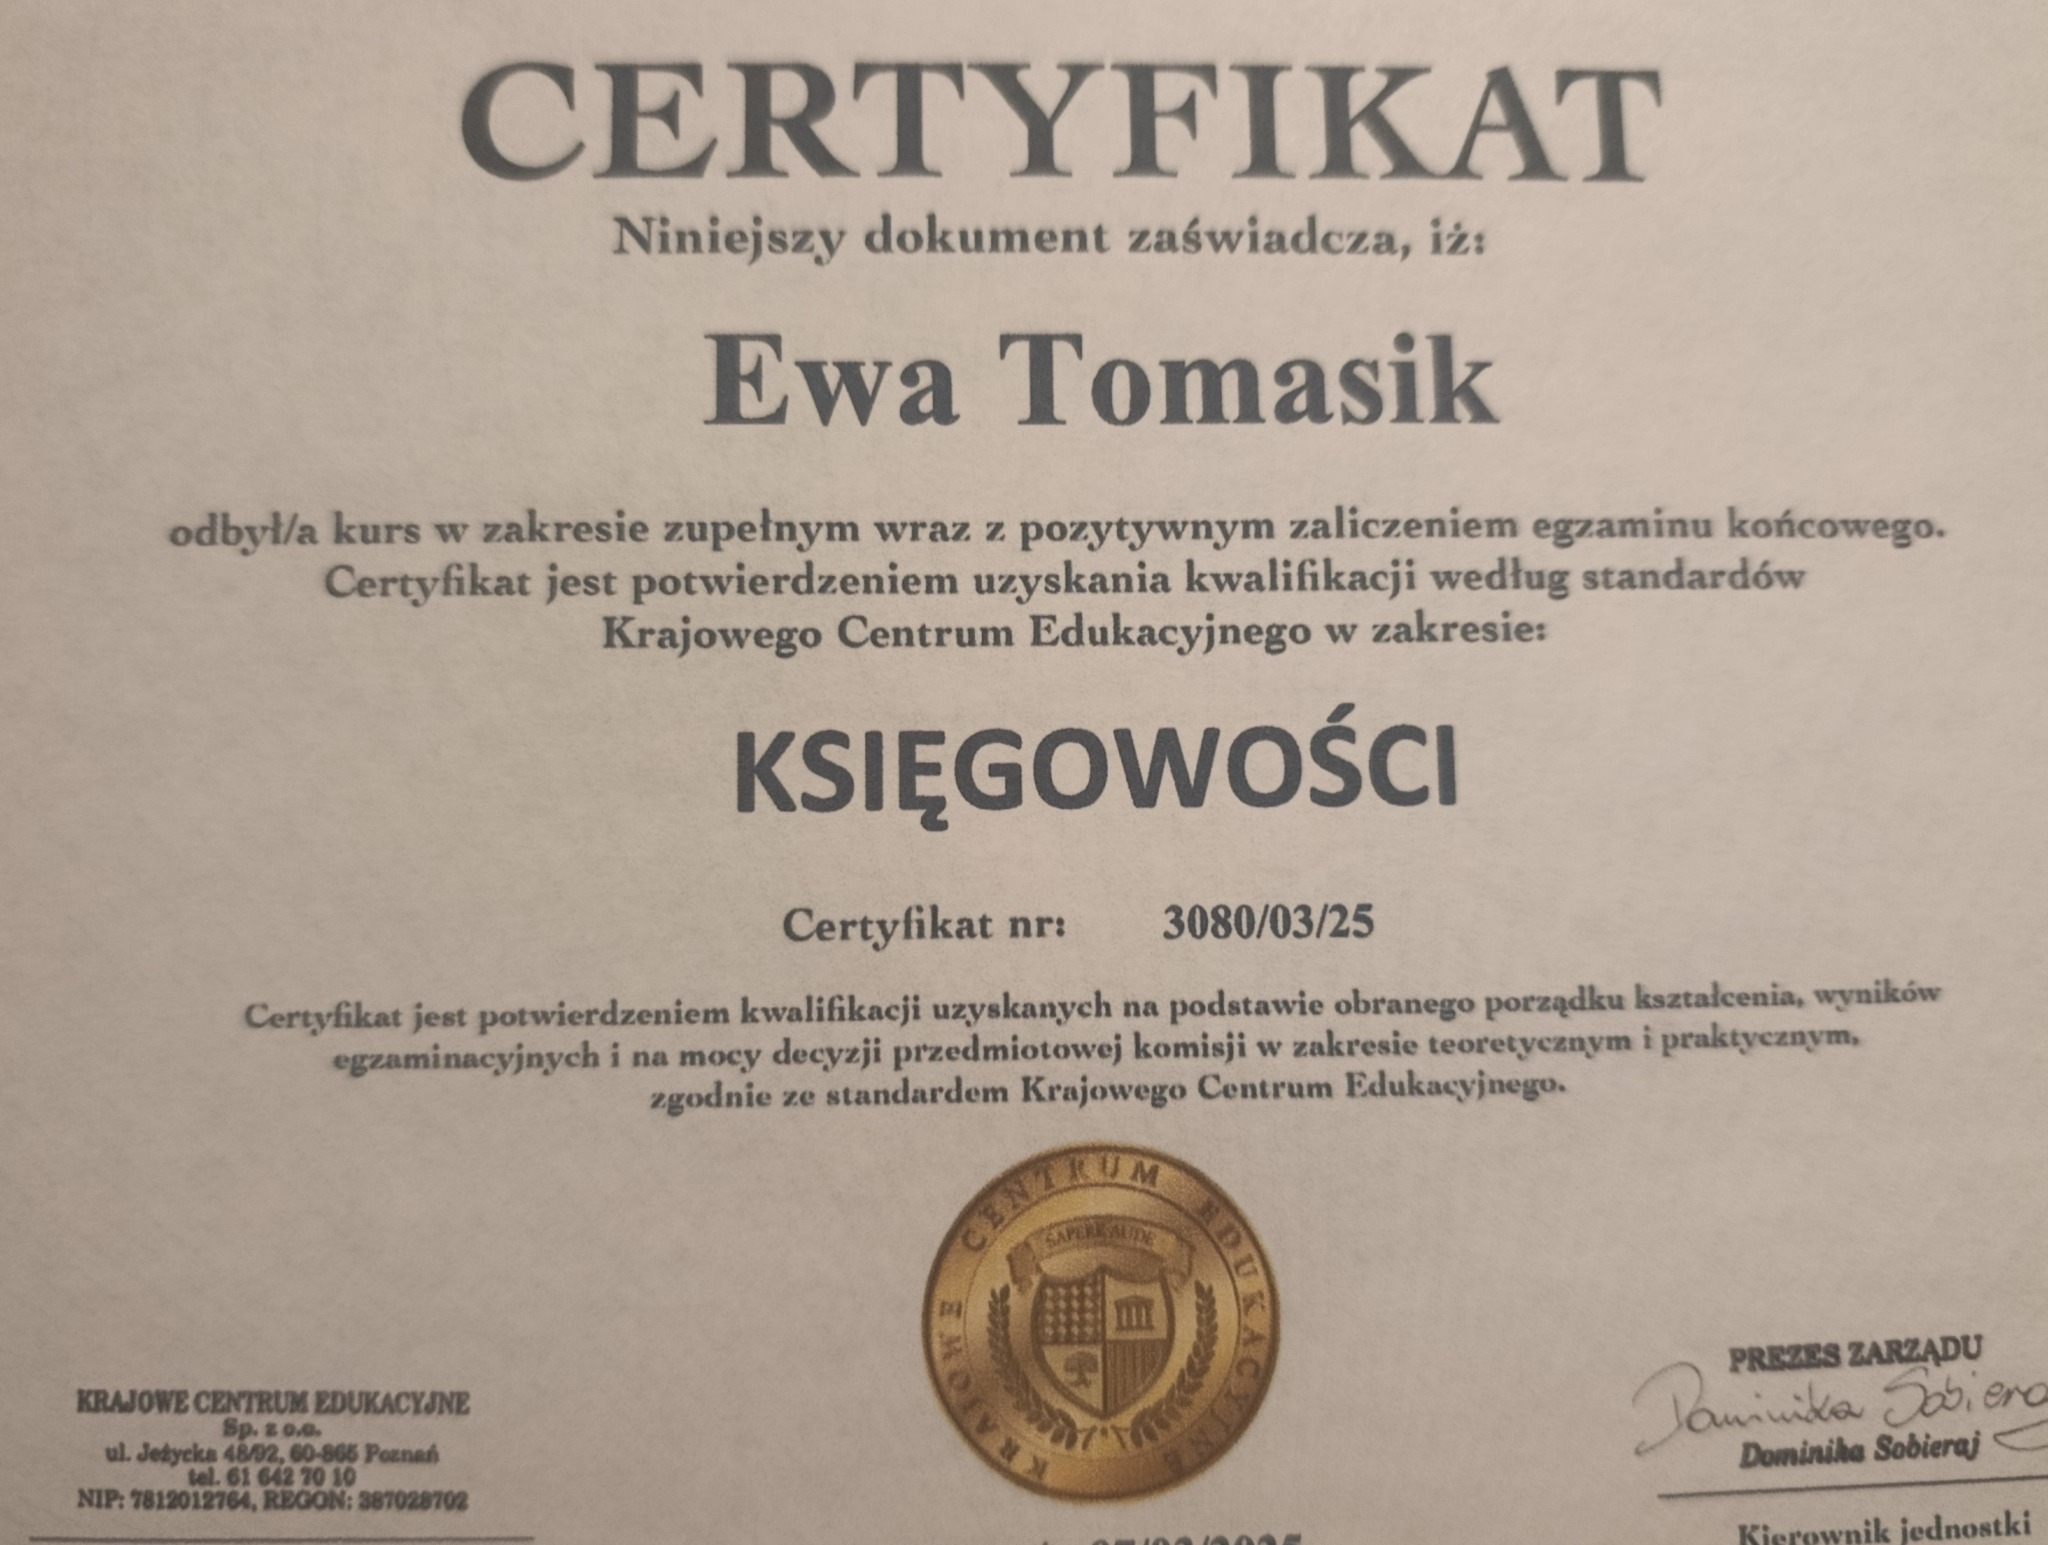 CERTYFIKAT
Niniejszy dokument zaświadcza, iż:
Ewa Tomasik
odbył/a kurs w zakresie zupełnym wraz z pozytywnym zaliczeniem egzaminu końcowego.
Certyfikat jest potwierdzeniem uzyskania kwalifikacji według standardów
Krajowego Centrum Edukacyjnego w zakresie:
KSIĘGOWOŚCI
Certyfikat nr: 3080/03/25
Certyfikat jest potwierdzeniem kwalifikacji uzyskanych na podstawie obranego porządku kształcenia, wyników
egzaminacyjnych i na mocy decyzji przedmiotowej komisji w zakresie teoretycznym i praktycznym,
zgodnie ze standardem Krajowego Centrum Edukacyjnego.
KRAJOWE CENTRUM EDUKACYJNE
SAPERE AUDE
KRAJOWE CENTRUM EDUKACYJNE
Sp. z o.o.
ul. Jeżycka 48/92, 60-865 Poznań
tel. 61 642 70 10
NIP: 7812012764, REGON: 387028702
PREZES ZARZĄDU
Dominika Sobieraj
Kierownik jednostki